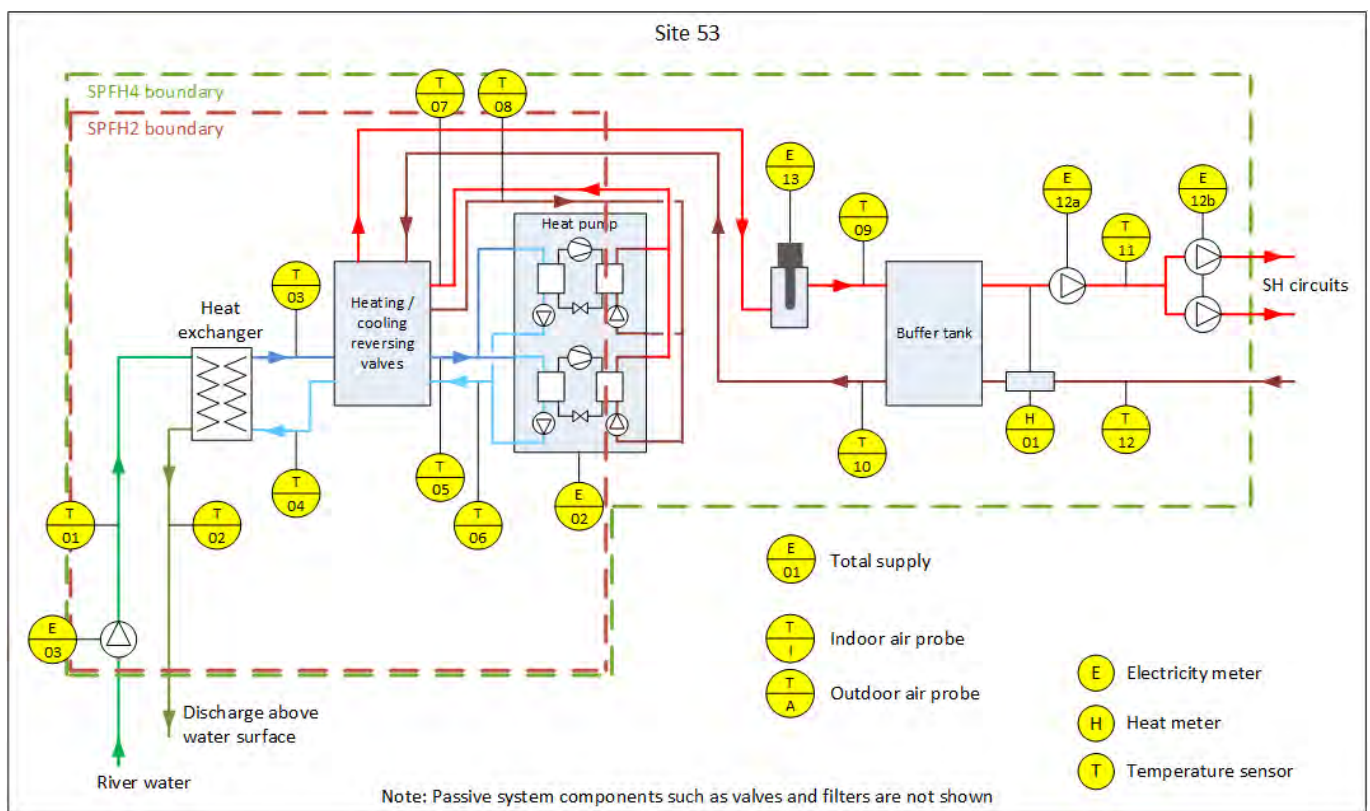 Site 53
SPFH4 boundary
SPFH2 boundary
T
07
T
08
E
13
T
09
E
12a
T
11
E
12b
Heat pump
T
03
Heat
exchanger
Heating /
cooling
reversing
valves
Buffer tank
SH circuits
T
04
T
05
T
06
E
02
T
10
H
01
T
12
T
01
T
02
E
03
E
01
Total supply
T
I
Indoor air probe
T
A
Outdoor air probe
E
Electricity meter
H
Heat meter
T
Temperature sensor
Discharge above
water surface
River water
Note: Passive system components such as valves and filters are not shown